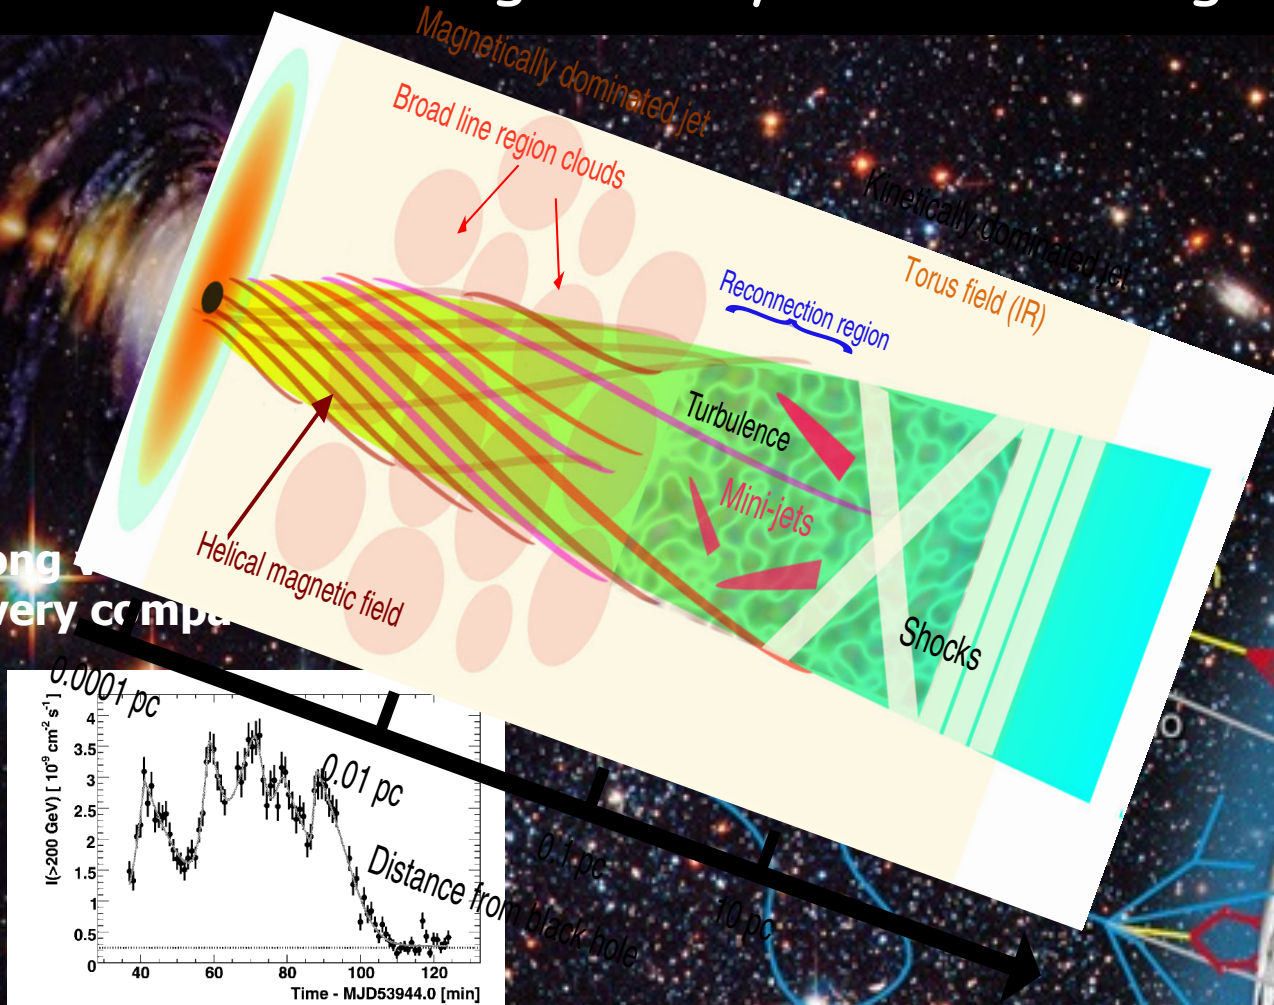 Magnetically dominated jet
Broad line region clouds
Kinetically dominated jet
Torus field (IR)
Reconnection region
Turbulence
Mini-jets
Helical magnetic field
Shocks
very
0.0001 pc
0.01 pc
0.1 pc
10 pc
Distance from black hole
I(>200 GeV) [ 10⁻⁹ cm⁻² s⁻¹ ]
4
3.5
3
2.5
2
1.5
1
0.5
0
40 60 80 100 120
Time - MJD53944.0 [min]